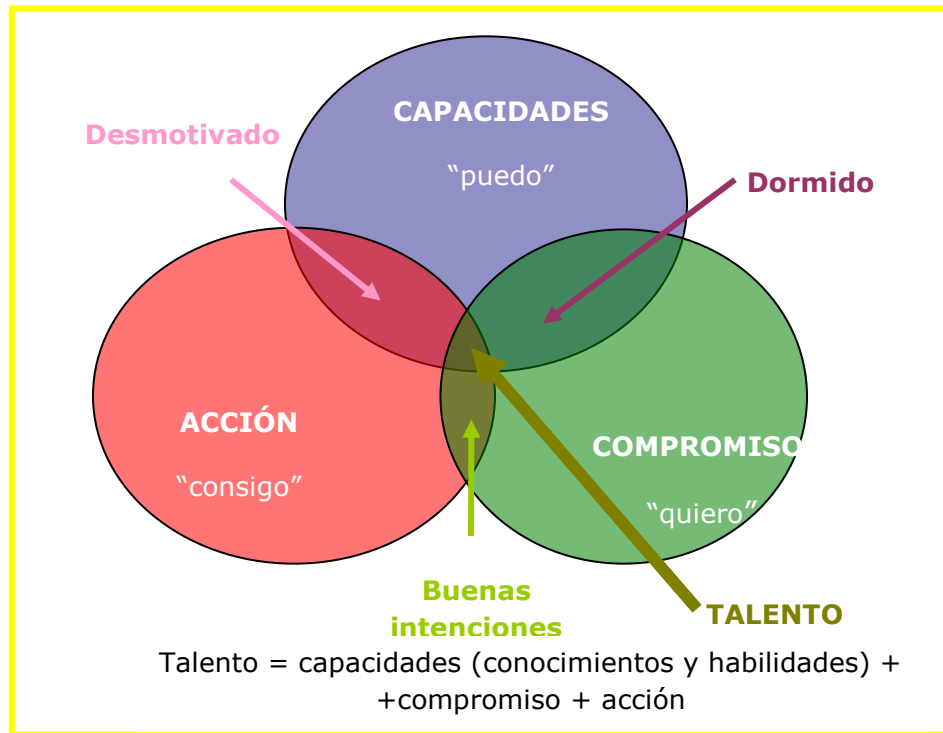 CAPACIDADES
Desmotivado
“puedo”
Dormido
ACCIÓN
COMPROMISO
“consigo”
“quiero”
Buenas
intenciones
TALENTO
Talento = capacidades (conocimientos y habilidades) +
+compromiso + acción